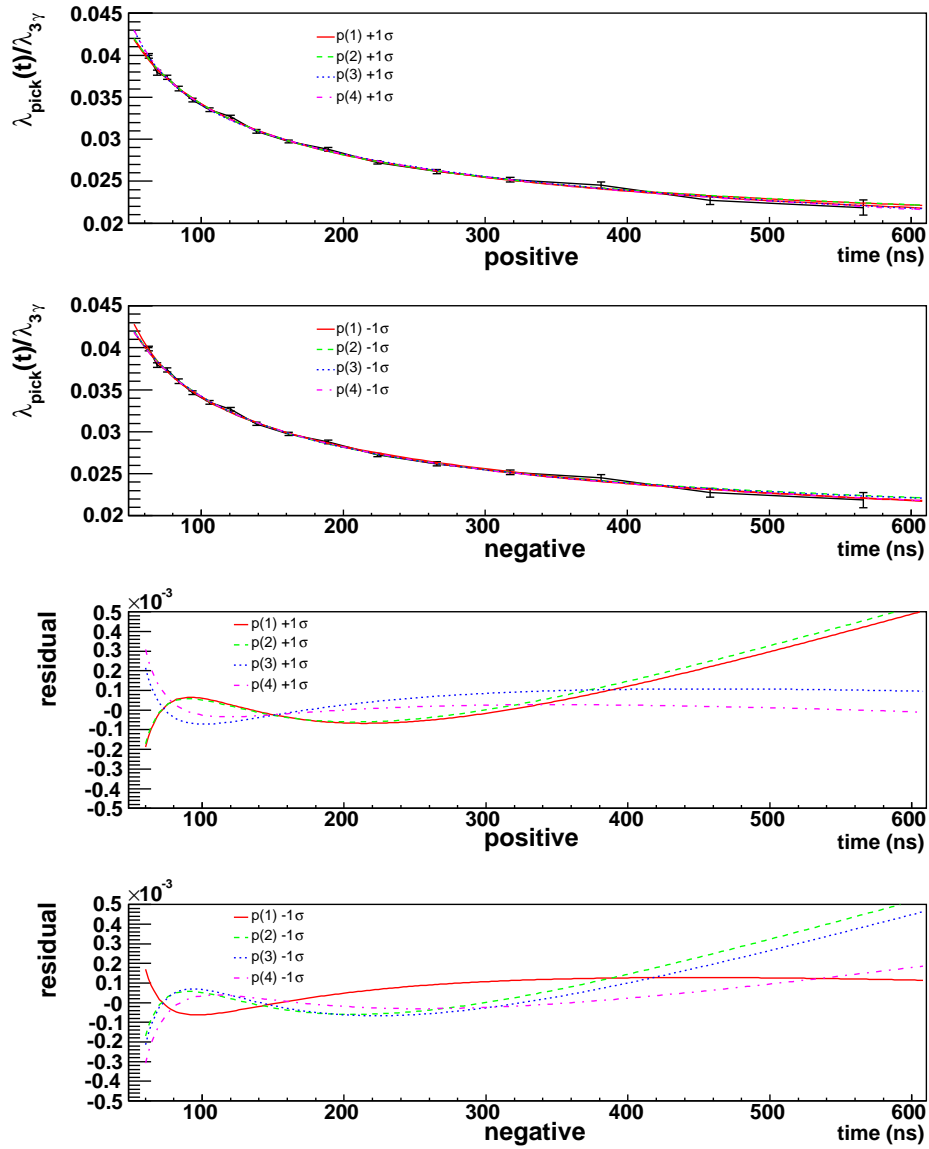 0.045
0.04
0.035
0.03
0.025
0.02
λpick(t)/λ3γ
p(1) +1σ
p(2) +1σ
p(3) +1σ
p(4) +1σ
100 200 300 400 500 600
positive time (ns)
0.045
0.04
0.035
0.03
0.025
0.02
λpick(t)/λ3γ
p(1) -1σ
p(2) -1σ
p(3) -1σ
p(4) -1σ
100 200 300 400 500 600
negative time (ns)
×10-3
0.5
0.4
0.3
0.2
0.1
-0
-0.1
-0.2
-0.3
-0.4
-0.5
residual
p(1) +1σ
p(2) +1σ
p(3) +1σ
p(4) +1σ
100 200 300 400 500 600
positive time (ns)
×10-3
0.5
0.4
0.3
0.2
0.1
-0
-0.1
-0.2
-0.3
-0.4
-0.5
residual
p(1) -1σ
p(2) -1σ
p(3) -1σ
p(4) -1σ
100 200 300 400 500 600
negative time (ns)